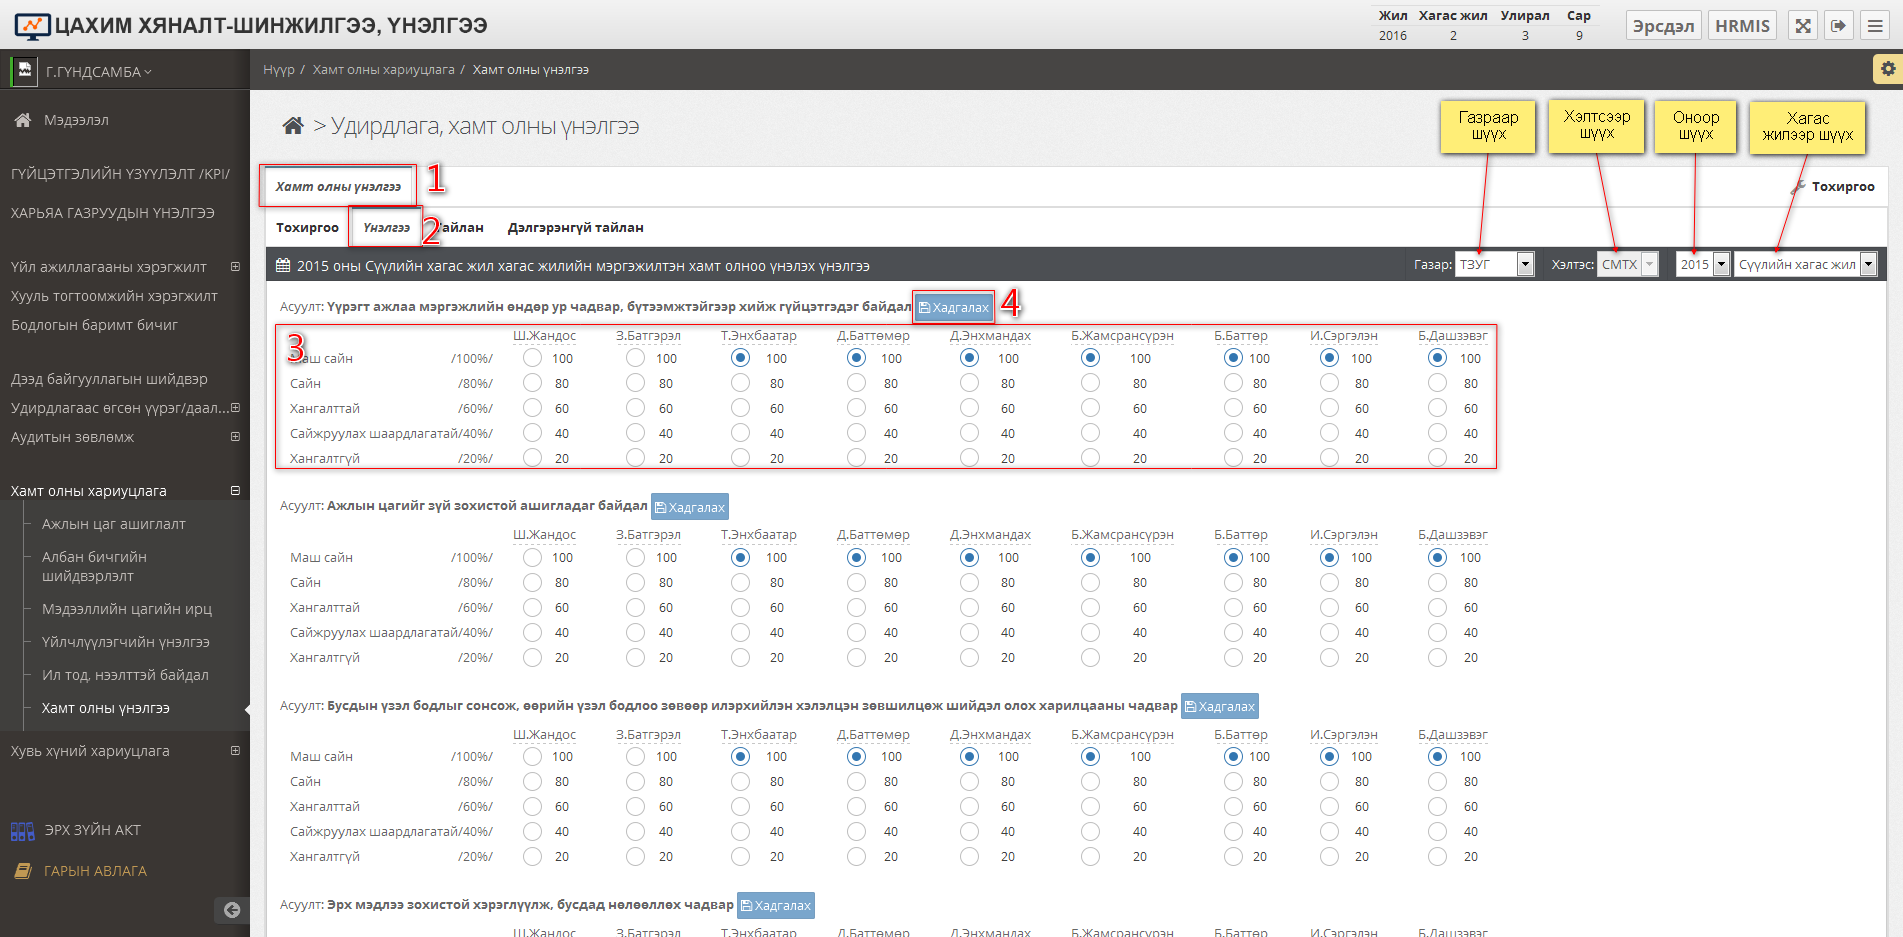 ЦАХИМ ХЯНАЛТ-ШИНЖИЛГЭЭ, ҮНЭЛГЭЭ
Жил Хагас жил Улирал Сар
2016 2 3 9
Эрсдэл HRMIS
Г.ГҮНДСАМБА
Нүүр / Хамт олны хариуцлага / Хамт олны үнэлгээ
Мэдээлэл
ГҮЙЦЭТГЭЛИЙН ҮЗҮҮЛЭЛТ /KPI/
ХАРЬЯА ГАЗРУУДЫН ҮНЭЛГЭЭ
Үйл ажиллагааны хэрэгжилт
Хууль тогтоомжийн хэрэгжилт
Бодлогын баримт бичиг
Дээд байгууллагын шийдвэр
Удирдлагаас өгсөн үүрэг/даал...
Аудитын зөвлөмж
Хамт олны хариуцлага
Ажлын цаг ашиглалт
Албан бичгийн
шийдвэрлэлт
Мэдээллийн цагийн ирц
Үйлчлүүлэгчийн үнэлгээ
Ил тод, нээлттэй байдал
Хамт олны үнэлгээ
Хувь хүний хариуцлага
ЭРХ ЗҮЙН АКТ
ГАРЫН АВЛАГА
> Удирдлага, хамт олны үнэлгээ
Газраар
шүүх
Хэлтсээр
шүүх
Оноор
шүүх
Хагас
жилээр шүүх
Хамт олны үнэлгээ 1
Тохиргоо
Тохиргоо Үнэлгээ 2 айлан Дэлгэрэнгүй тайлан
2015 оны Сүүлийн хагас жил хагас жилийн мэргэжилтэн хамт олноо үнэлэх үнэлгээ
Газар: ТЗУГ Хэлтэс: СМТХ 2015 Сүүлийн хагас жил
Асуулт: Үүрэгт ажлаа мэргэжлийн өндөр ур чадвар, бүтээмжтэйгээр хийж гүйцэтгэдэг байдал Хадгалах 4
3
Ш.Жандос З.Батгэрэл Т.Энхбаатар Д.Баттөмөр Д.Энхмандах Б.Жамсрансүрэн Б.Баттөр И.Сэргэлэн Б.Дашзэвэг
Маш сайн /100%/ 100 100 100 100 100 100 100 100 100
Сайн /80%/ 80 80 80 80 80 80 80 80 80
Хангалттай /60%/ 60 60 60 60 60 60 60 60 60
Сайжруулах шаардлагатай/40%/ 40 40 40 40 40 40 40 40 40
Хангалтгүй /20%/ 20 20 20 20 20 20 20 20 20
Асуулт: Ажлын цагийг зүй зохистой ашигладаг байдал Хадгалах
Ш.Жандос З.Батгэрэл Т.Энхбаатар Д.Баттөмөр Д.Энхмандах Б.Жамсрансүрэн Б.Баттөр И.Сэргэлэн Б.Дашзэвэг
Маш сайн /100%/ 100 100 100 100 100 100 100 100 100
Сайн /80%/ 80 80 80 80 80 80 80 80 80
Хангалттай /60%/ 60 60 60 60 60 60 60 60 60
Сайжруулах шаардлагатай/40%/ 40 40 40 40 40 40 40 40 40
Хангалтгүй /20%/ 20 20 20 20 20 20 20 20 20
Асуулт: Бусдын үзэл бодлыг сонсож, өөрийн үзэл бодлоо зөвөөр илэрхийлэн хэлэлцэн зөвшилцөж шийдэл олох харилцааны чадвар Хадгалах
Ш.Жандос З.Батгэрэл Т.Энхбаатар Д.Баттөмөр Д.Энхмандах Б.Жамсрансүрэн Б.Баттөр И.Сэргэлэн Б.Дашзэвэг
Маш сайн /100%/ 100 100 100 100 100 100 100 100 100
Сайн /80%/ 80 80 80 80 80 80 80 80 80
Хангалттай /60%/ 60 60 60 60 60 60 60 60 60
Сайжруулах шаардлагатай/40%/ 40 40 40 40 40 40 40 40 40
Хангалтгүй /20%/ 20 20 20 20 20 20 20 20 20
Асуулт: Эрх мэдлээ зохистой хэрэглүүлж, бусдад нөлөөллөх чадвар Хадгалах
Ш.Жандос З.Батгэрэл Т.Энхбаатар Д.Баттөмөр Д.Энхмандах Б.Жамсрансүрэн Б.Баттөр И.Сэргэлэн Б.Дашзэвэг